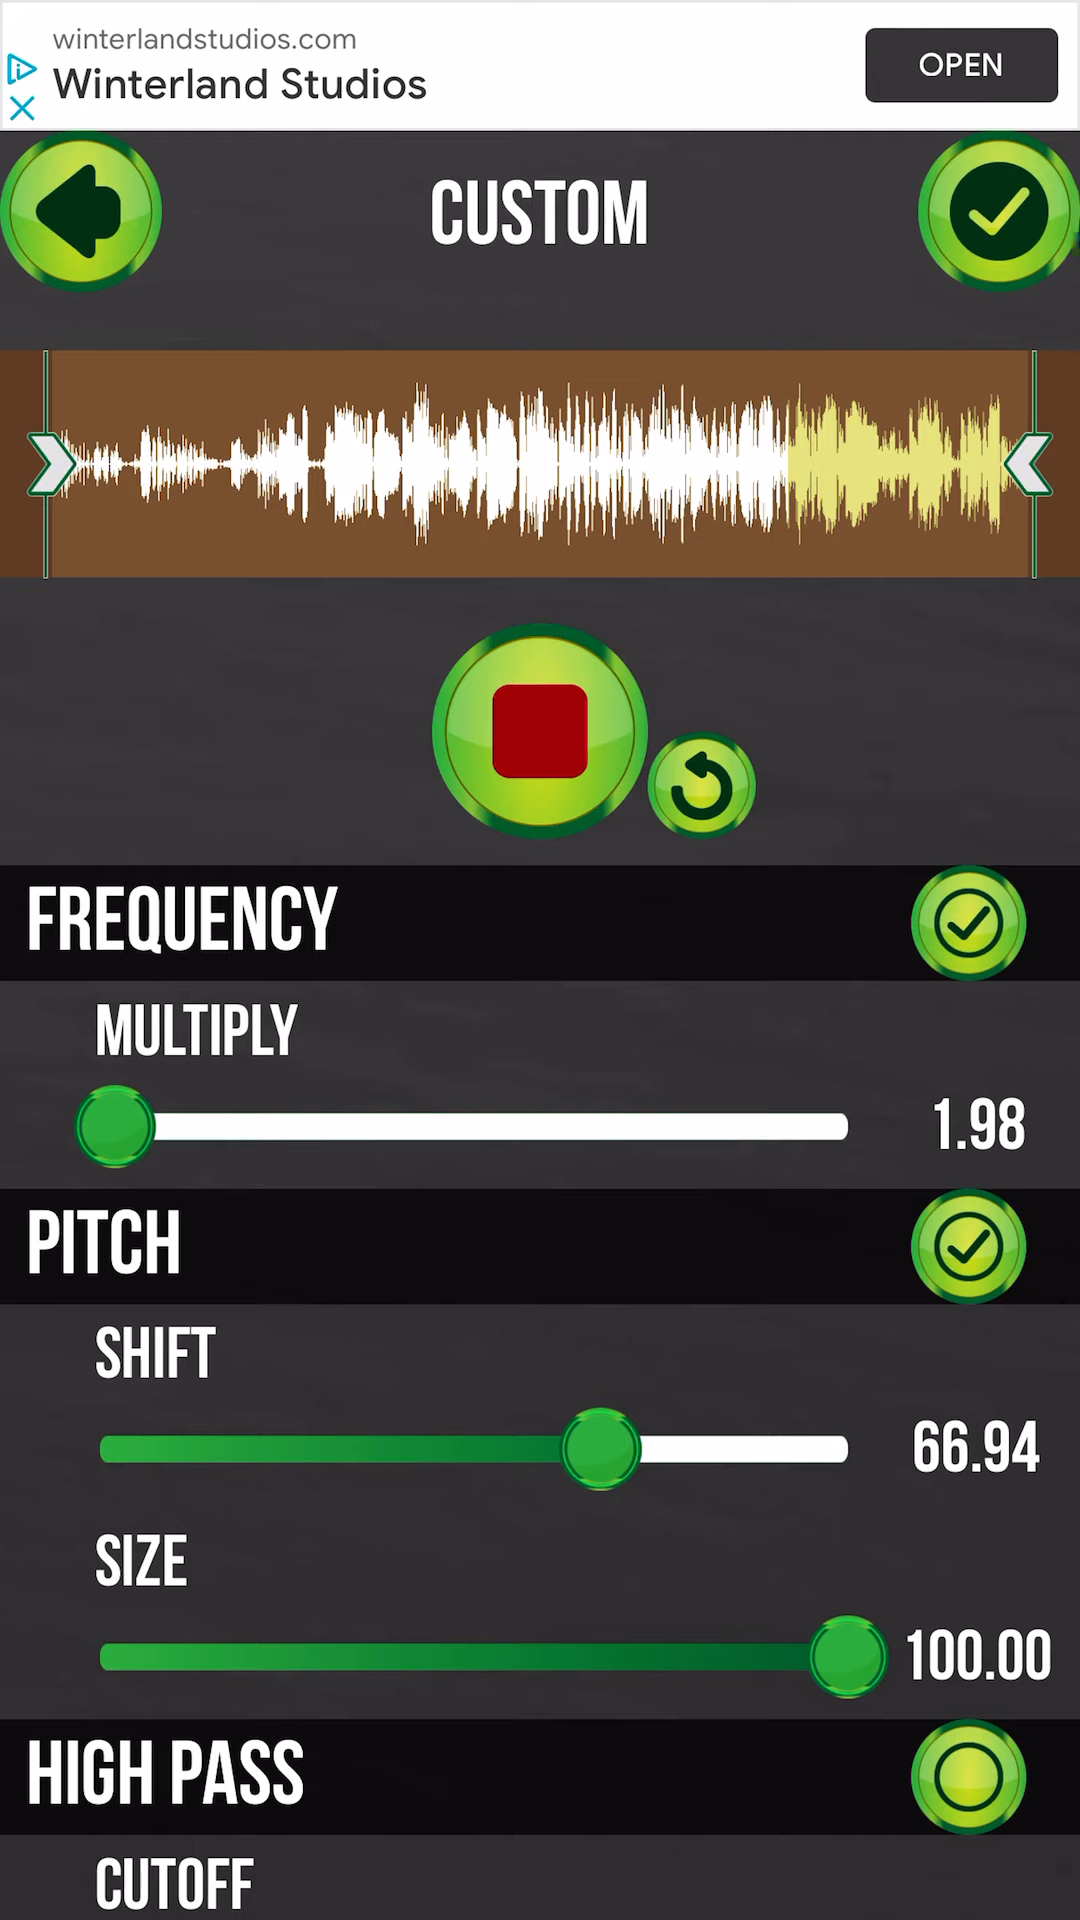 winterlandstudios.com
Winterland Studios
OPEN
CUSTOM
FREQUENCY
MULTIPLY
1.98
PITCH
SHIFT
66.94
SIZE
100.00
HIGH PASS
CUTOFF